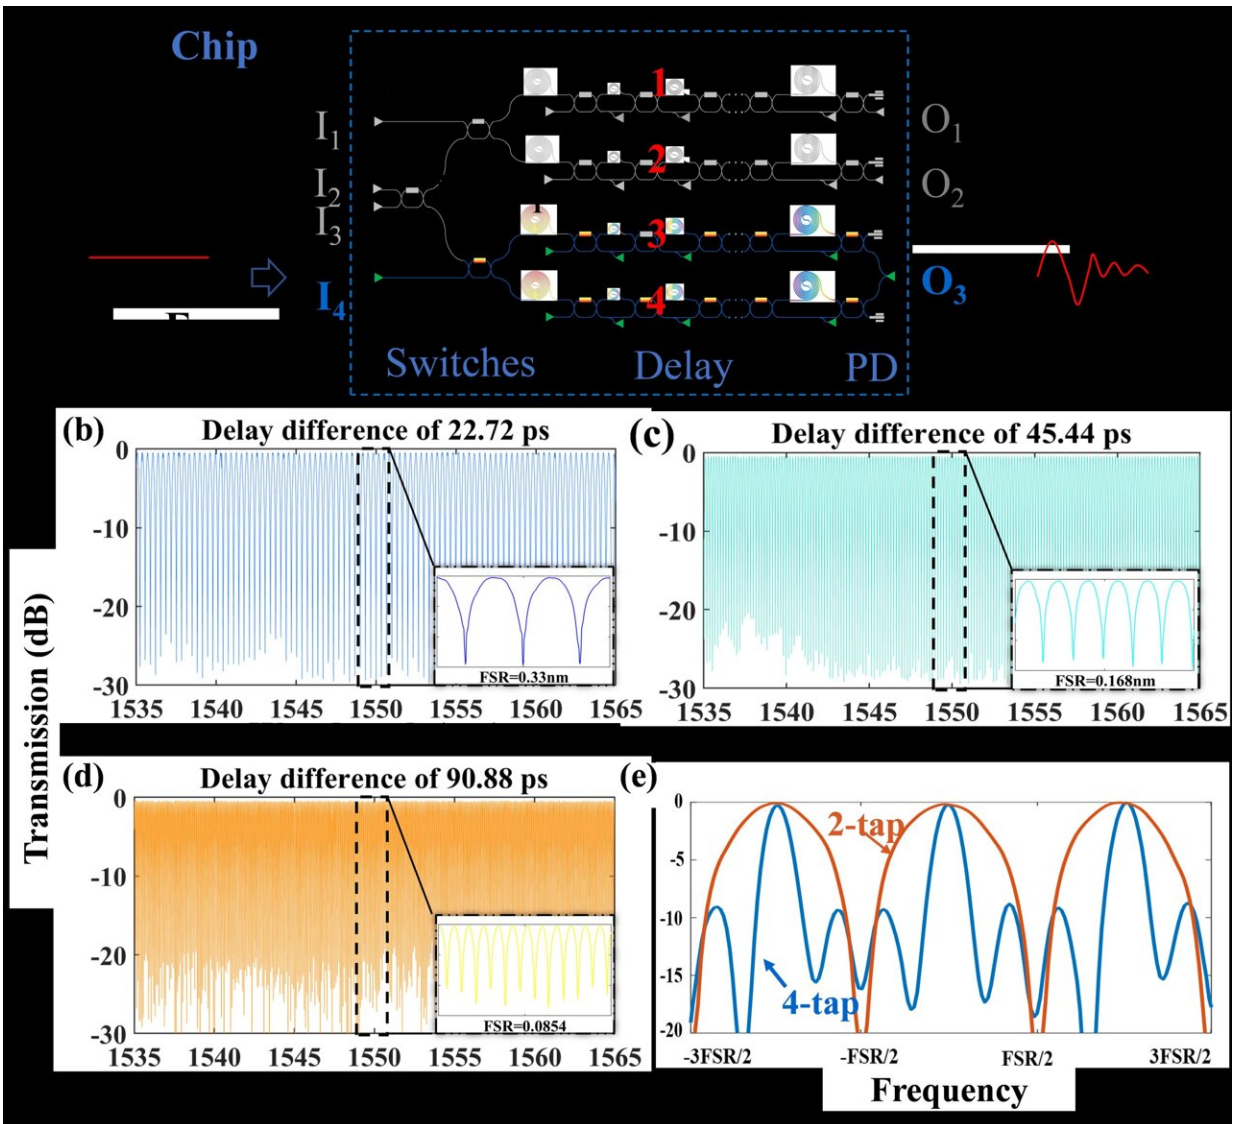 Chip
1
I₁
O₁
2
I₂
O₂
I₃
3
I₄
O₃
4
Switches
Delay
PD
(b)
Delay difference of 22.72 ps
0
-10
-20
-30
FSR=0.33nm
1535 1540 1545 1550 1555 1560 1565
(c)
Delay difference of 45.44 ps
0
-10
-20
-30
FSR=0.168nm
1535 1540 1545 1550 1555 1560 1565
Transmission (dB)
(d)
Delay difference of 90.88 ps
0
-10
-20
-30
FSR=0.0854
1535 1540 1545 1550 1555 1560 1565
(e)
0
-5
-10
-15
-20
2-tap
4-tap
-3FSR/2 -FSR/2 FSR/2 3FSR/2
Frequency